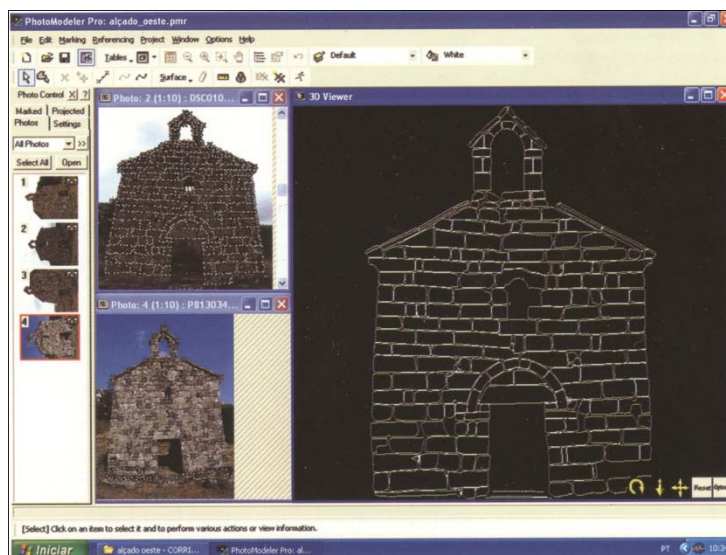 PhotoModeler Pro: alçado_oeste.pmr
File Edit Marking Referencing Project Window Options Help
Tables Default White
Surface
Photo Control X ?
Marked Projected
Photos Settings
All Photos >>
Select All Open
1
2
3
4
Photo: 2 (1:10) : DSC010...
Photo: 4 (1:10) : P813034...
3D Viewer
Reset
[Select] Click on an item to select it and to perform various actions or view information.
Iniciar alçado oeste - CORRI... PhotoModeler Pro: al... PT